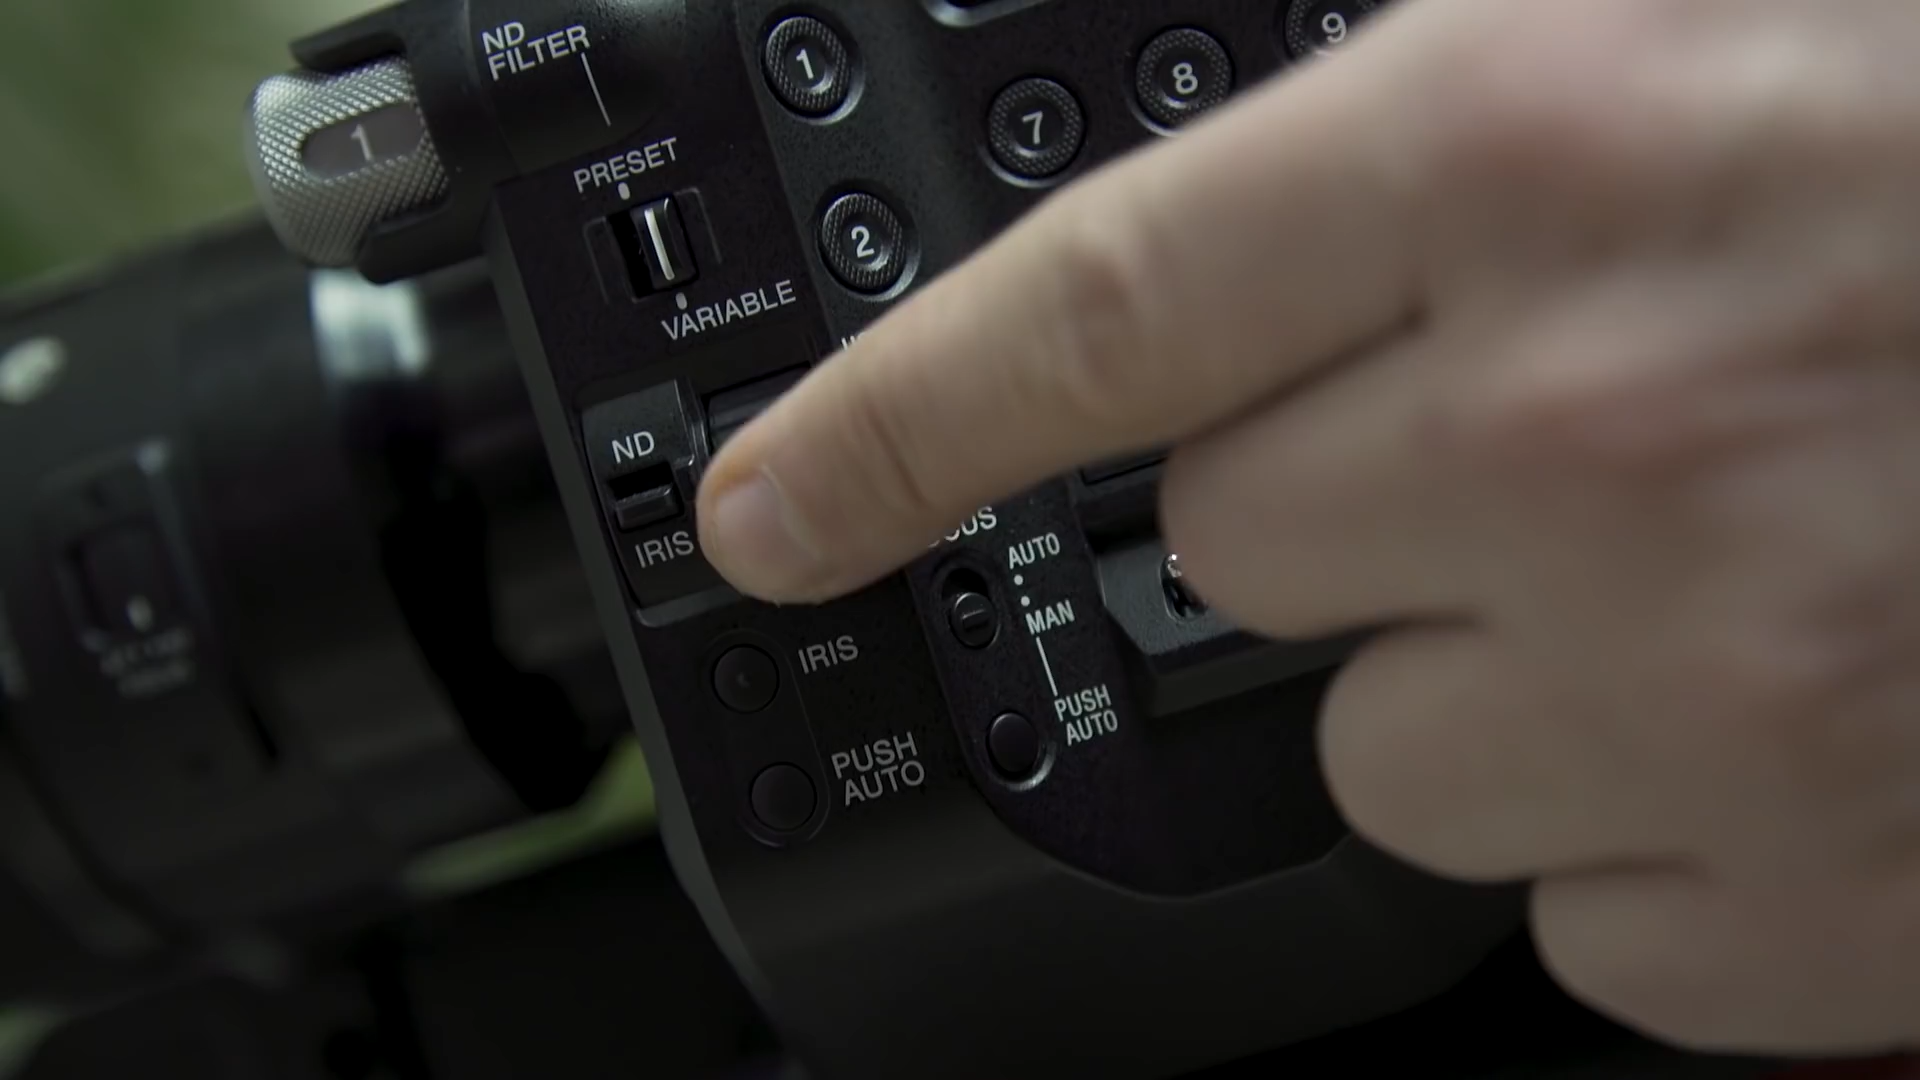 ND
FILTER
1
PRESET
VARIABLE
1
2
7
8
9
ND
IRIS
IRIS
PUSH
AUTO
AUTO
MAN
PUSH
AUTO